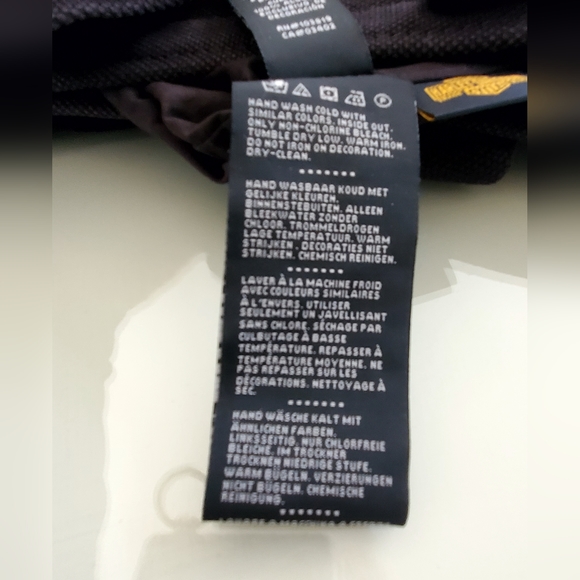 DECORACIÓN
RN#103819
CA#03402
HAND WASH COLD WITH
SIMILAR COLORS. INSIDE OUT.
ONLY NON-CHLORINE BLEACH.
TUMBLE DRY LOW. WARM IRON.
DO NOT IRON ON DECORATION.
DRY-CLEAN.
HAND WASBAAR KOUD MET
GELIJKE KLEUREN.
BINNENSTEBUITEN. ALLEEN
BLEEKWATER ZONDER
CHLOOR. TROMMELDROGEN
LAGE TEMPERATUUR. WARM
STRIJKEN . DECORATIES NIET
STRIJKEN. CHEMISCH REINIGEN.
LAVER À LA MACHINE FROID
AVEC COULEURS SIMILAIRES
À L'ENVERS. UTILISER
SEULEMENT UN JAVELLISANT
SANS CHLORE. SÉCHAGE PAR
CULBUTAGE À BASSE
TEMPÉRATURE. REPASSER À
TEMPÉRATURE MOYENNE. NE
PAS REPASSER SUR LES
DÉCORATIONS. NETTOYAGE À
SEC.
HAND WÄSCHE KALT MIT
ÄHNLICHEN FARBEN.
LINKSSEITIG. NUR CHLORFREIE
BLEICHE. IM TROCKNER
TROCKNEN NIEDRIGE STUFE.
WARM BÜGELN. VERZIERUNGEN
NICHT BÜGELN. CHEMISCHE
REINIGUNG.